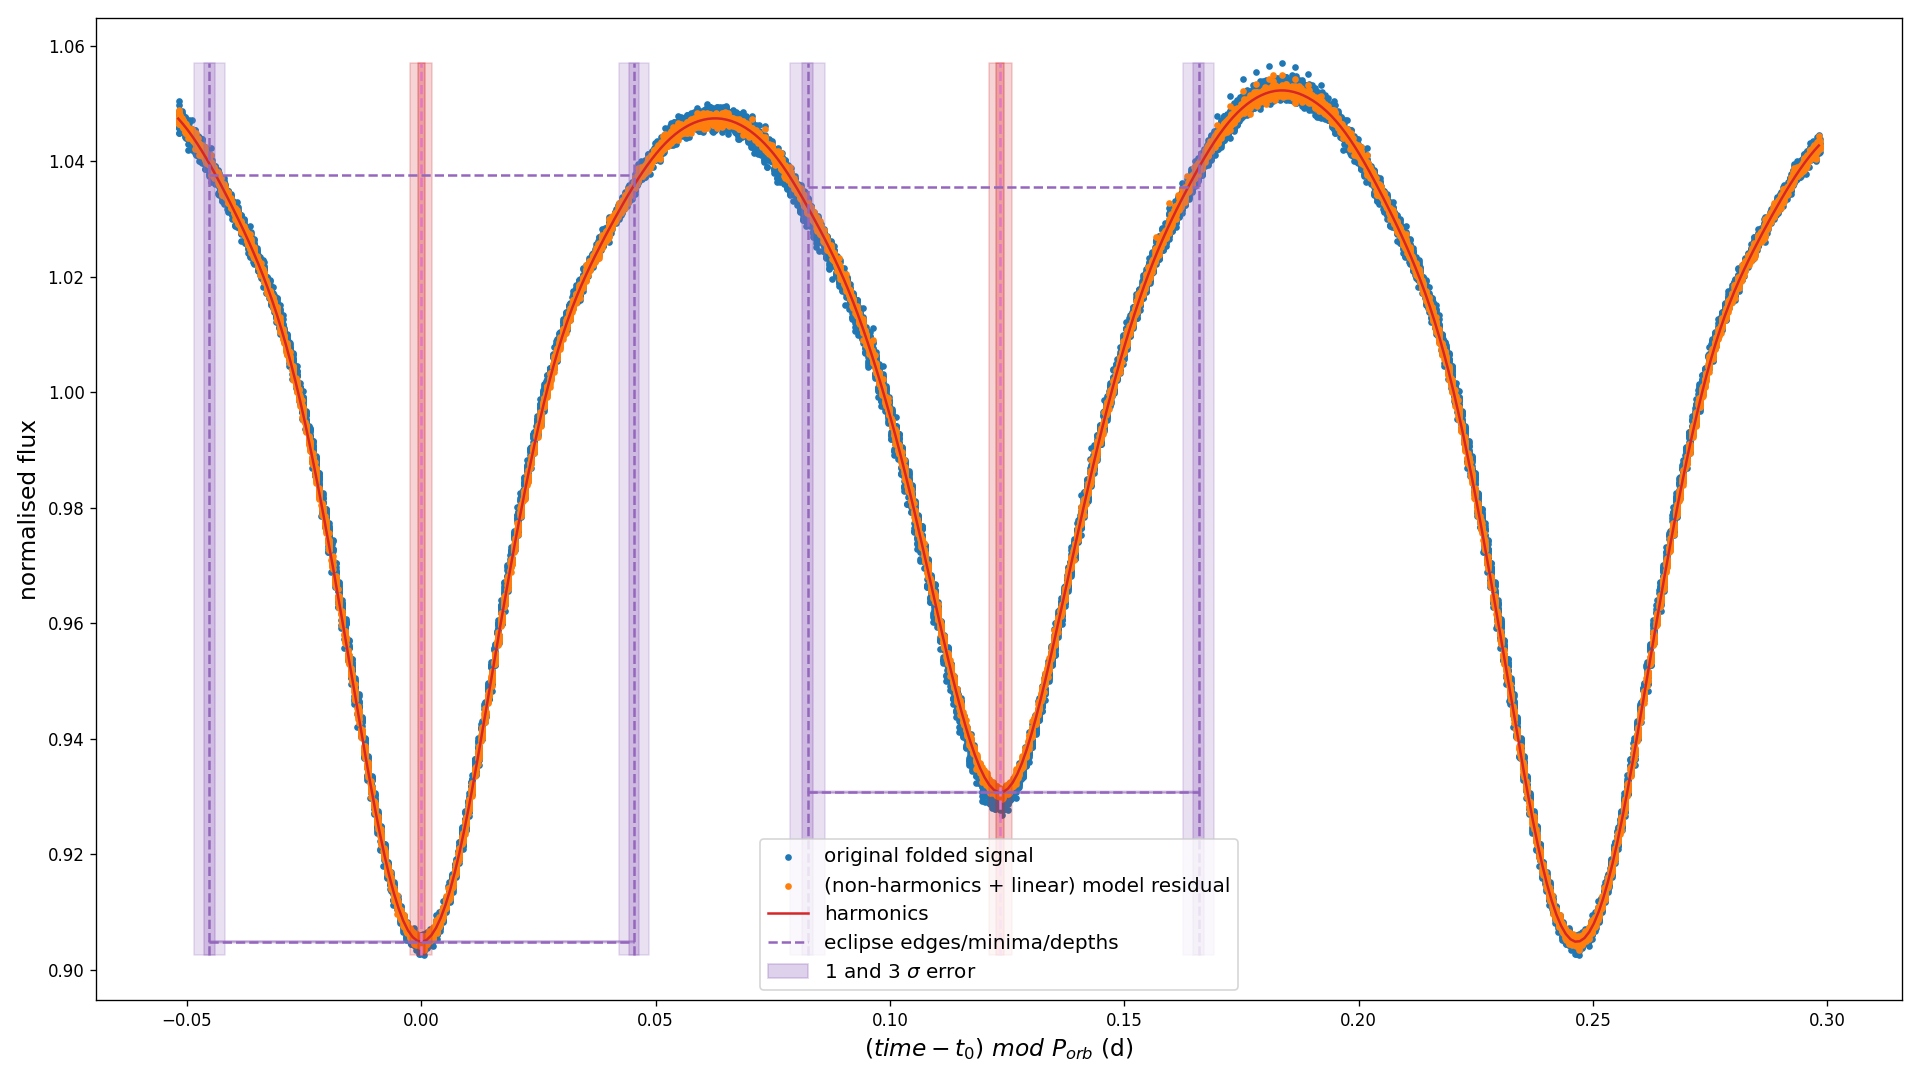 1.06
1.04
1.02
1.00
0.98
0.96
0.94
0.92
0.90
normalised flux
original folded signal
(non-harmonics + linear) model residual
harmonics
eclipse edges/minima/depths
1 and 3 σ error
−0.05 0.00 0.05 0.10 0.15 0.20 0.25 0.30
(time − t₀) mod Pₒᵣb (d)